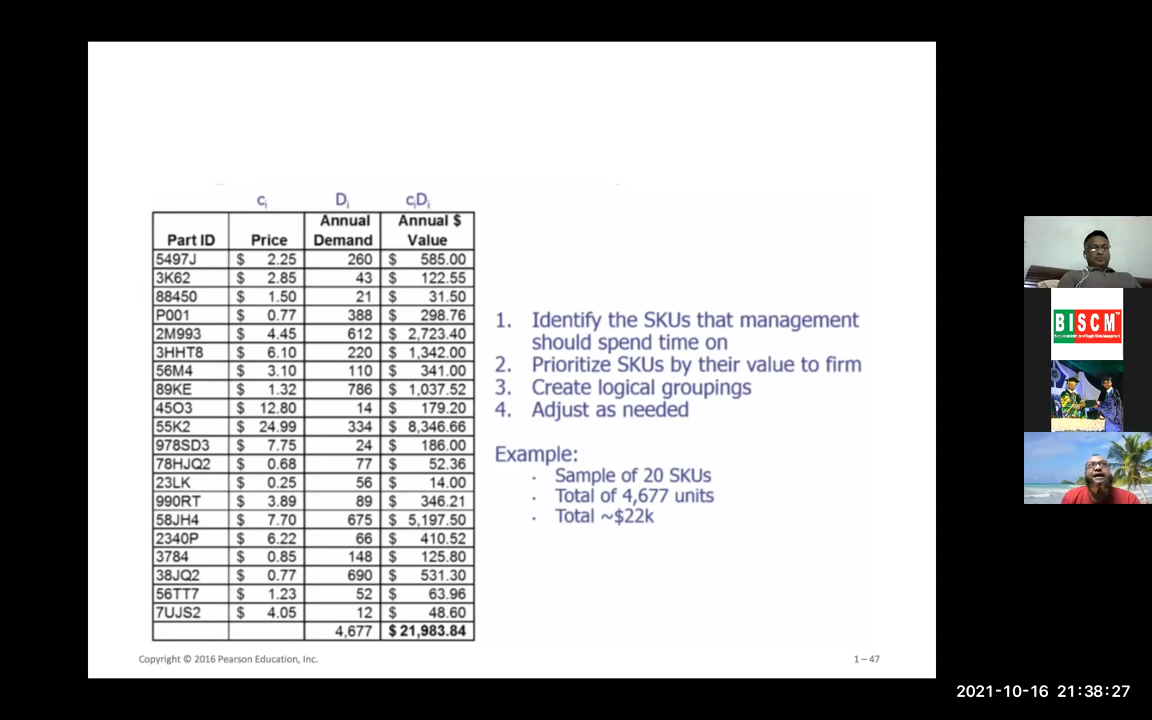 cᵢ Dᵢ cᵢDᵢ
Annual Annual $
Part ID Price Demand Value
5497J $ 2.25 260 $ 585.00
3K62 $ 2.85 43 $ 122.55
88450 $ 1.50 21 $ 31.50
P001 $ 0.77 388 $ 298.76
2M993 $ 4.45 612 $ 2,723.40
3HHT8 $ 6.10 220 $ 1,342.00
56M4 $ 3.10 110 $ 341.00
89KE $ 1.32 786 $ 1,037.52
45O3 $ 12.80 14 $ 179.20
55K2 $ 24.99 334 $ 8,346.66
978SD3 $ 7.75 24 $ 186.00
78HJQ2 $ 0.68 77 $ 52.36
23LK $ 0.25 56 $ 14.00
990RT $ 3.89 89 $ 346.21
58JH4 $ 7.70 675 $ 5,197.50
2340P $ 6.22 66 $ 410.52
3784 $ 0.85 148 $ 125.80
38JQ2 $ 0.77 690 $ 531.30
56TT7 $ 1.23 52 $ 63.96
7UJS2 $ 4.05 12 $ 48.60
4,677 $ 21,983.84
1. Identify the SKUs that management
should spend time on
2. Prioritize SKUs by their value to firm
3. Create logical groupings
4. Adjust as needed
Example:
· Sample of 20 SKUs
· Total of 4,677 units
· Total ~$22k
Copyright © 2016 Pearson Education, Inc.
1 – 47
BISCM
2021-10-16 21:38:27